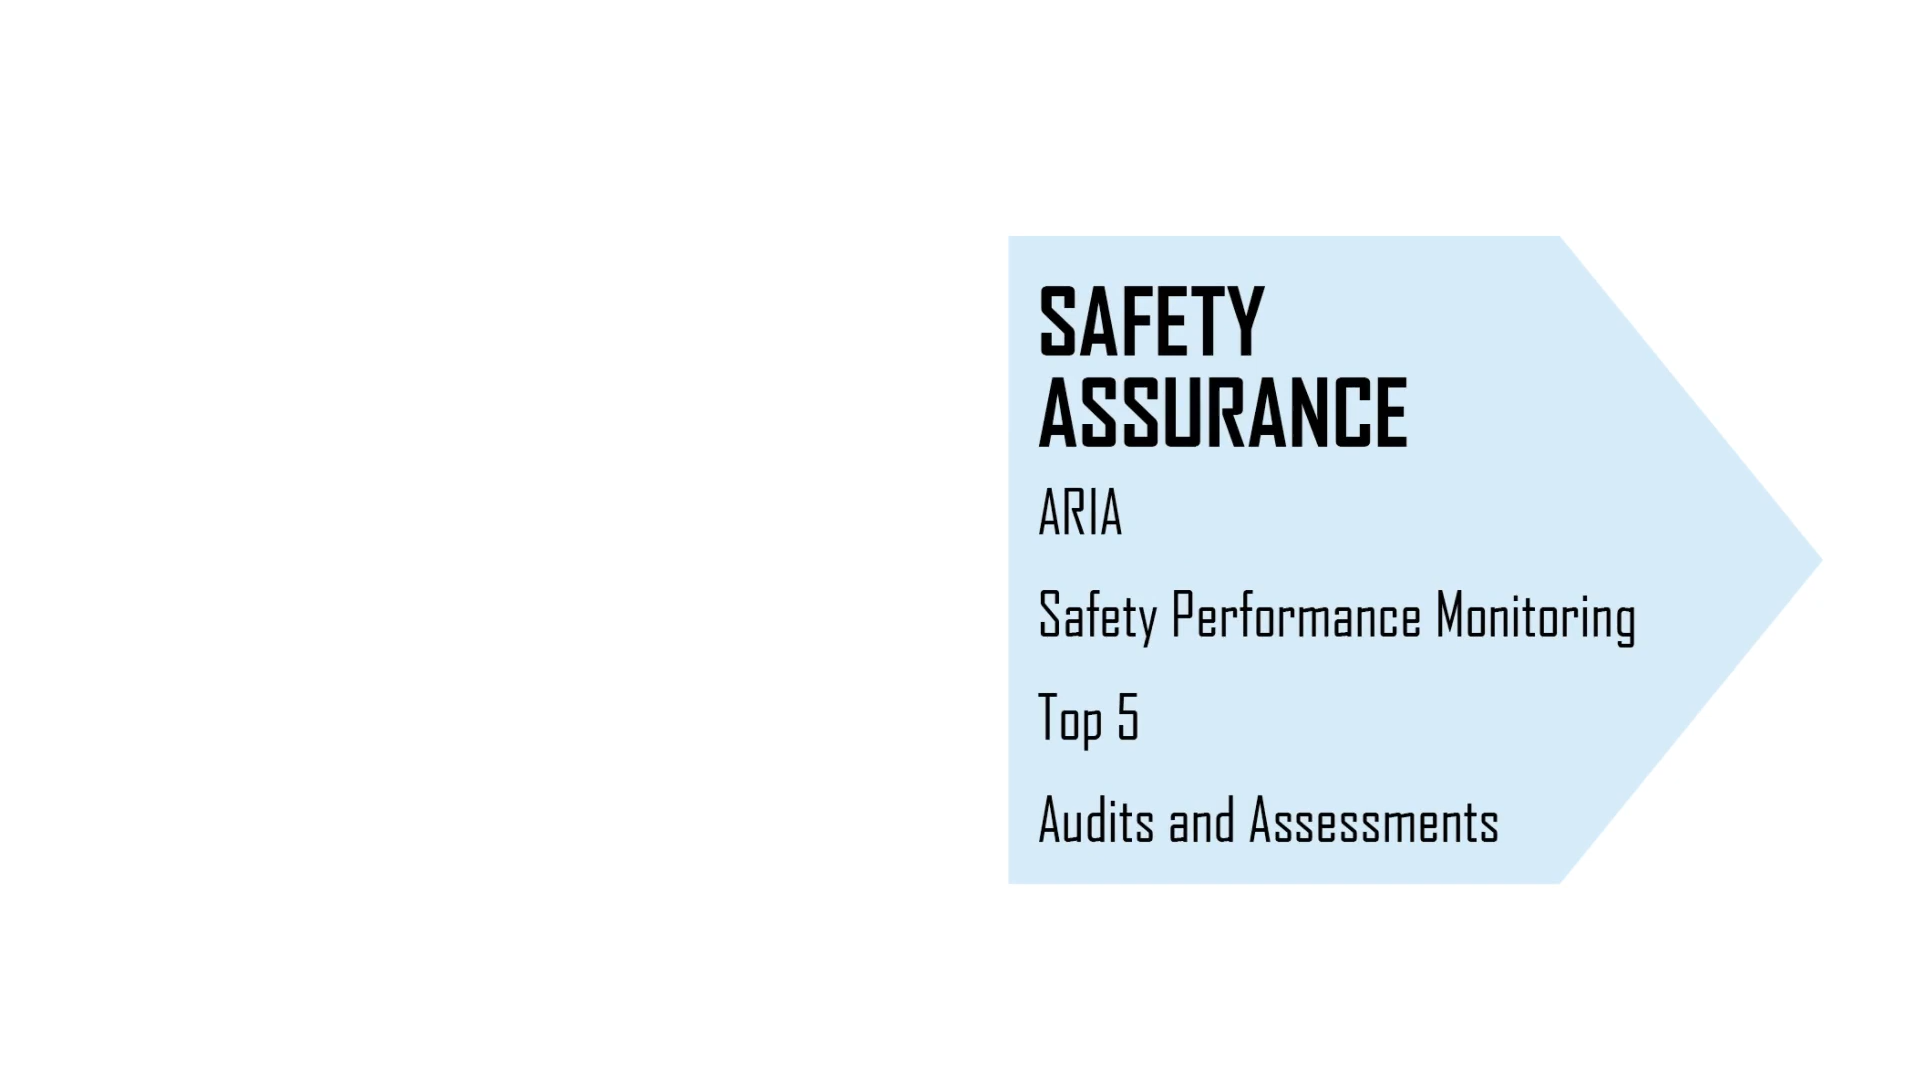 SAFETY
ASSURANCE
ARIA
Safety Performance Monitoring
Top 5
Audits and Assessments